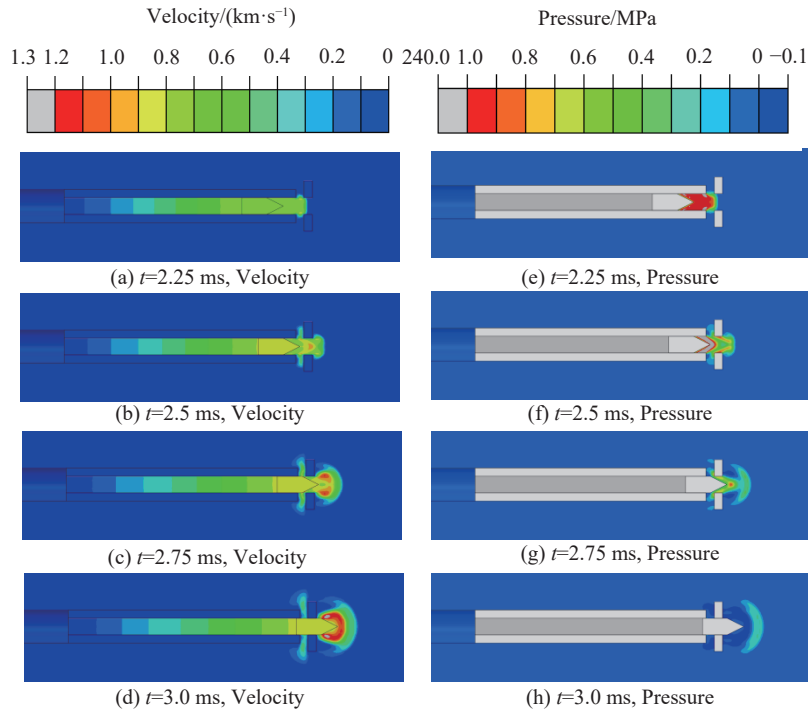 Velocity/(km·s⁻¹)
Pressure/MPa
1.3 1.2 1.0 0.8 0.6 0.4 0.2 0
240.0 1.0 0.8 0.6 0.4 0.2 0 −0.1
(a) t=2.25 ms, Velocity
(e) t=2.25 ms, Pressure
(b) t=2.5 ms, Velocity
(f) t=2.5 ms, Pressure
(c) t=2.75 ms, Velocity
(g) t=2.75 ms, Pressure
(d) t=3.0 ms, Velocity
(h) t=3.0 ms, Pressure